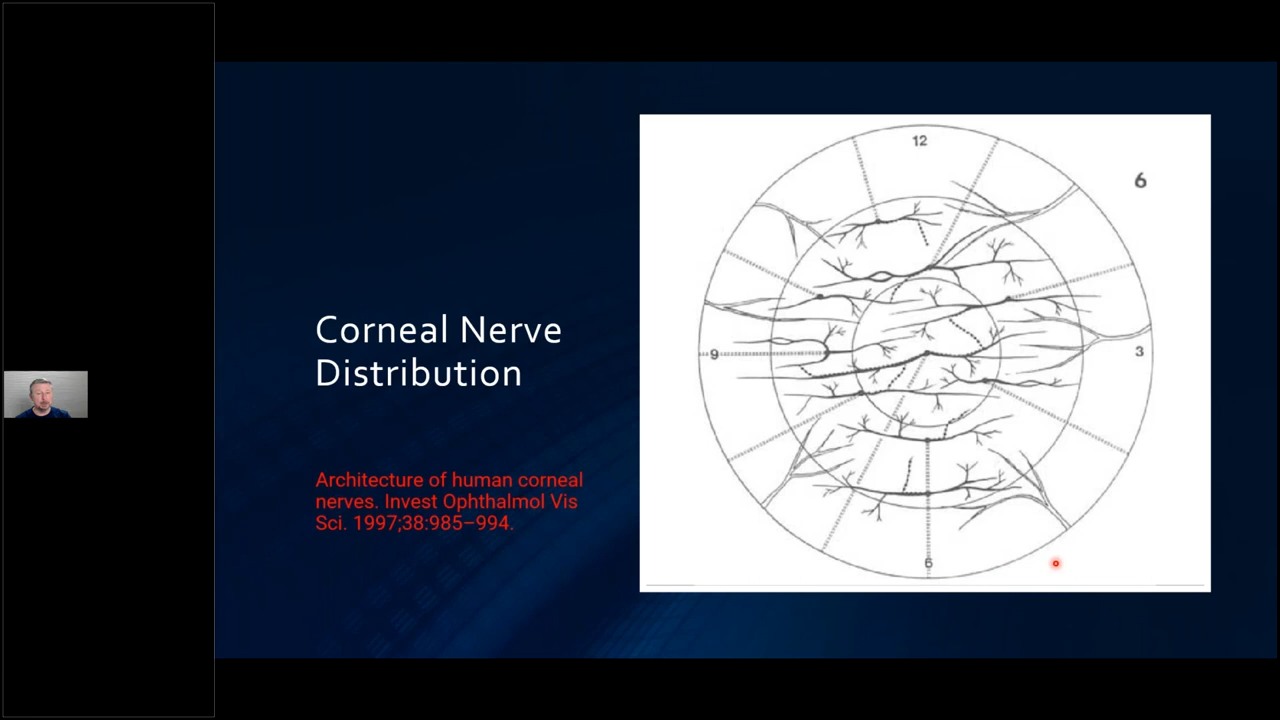 Corneal Nerve
Distribution
Architecture of human corneal
nerves. Invest Ophthalmol Vis
Sci. 1997;38:985–994.
12
6
9
3
6